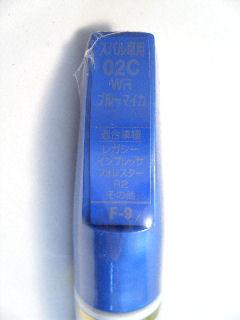 スバル車用
02C
WR
ブルーマイカ
適合車種
レガシー
インプレッサ
フォレスター
R2
その他
F-9